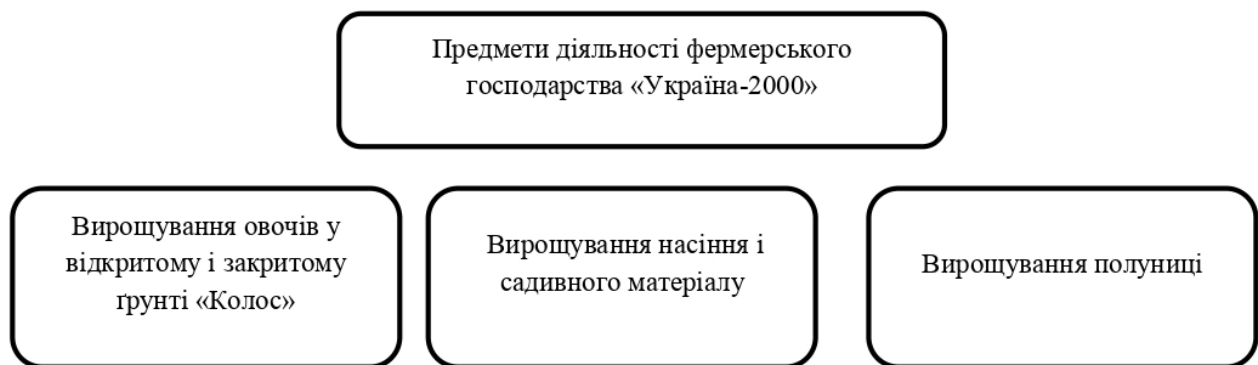 Предмети діяльності фермерського
господарства «Україна-2000»
Вирощування овочів у
відкритому і закритому
ґрунті «Колос»
Вирощування насіння і
садивного матеріалу
Вирощування полуниці